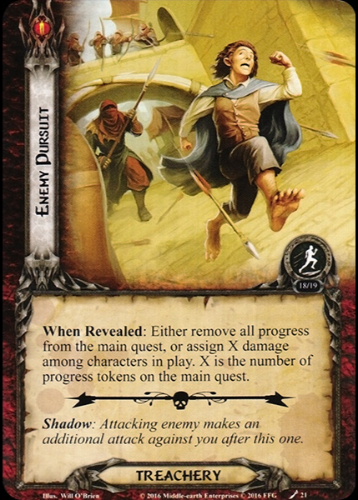 ENEMY PURSUIT
18/19
When Revealed: Either remove all progress
from the main quest, or assign X damage
among characters in play. X is the number of
progress tokens on the main quest.
Shadow: Attacking enemy makes an
additional attack against you after this one.
TREACHERY
Illus. Will O'Brien © 2016 Middle-earth Enterprises © 2016 FFG 21